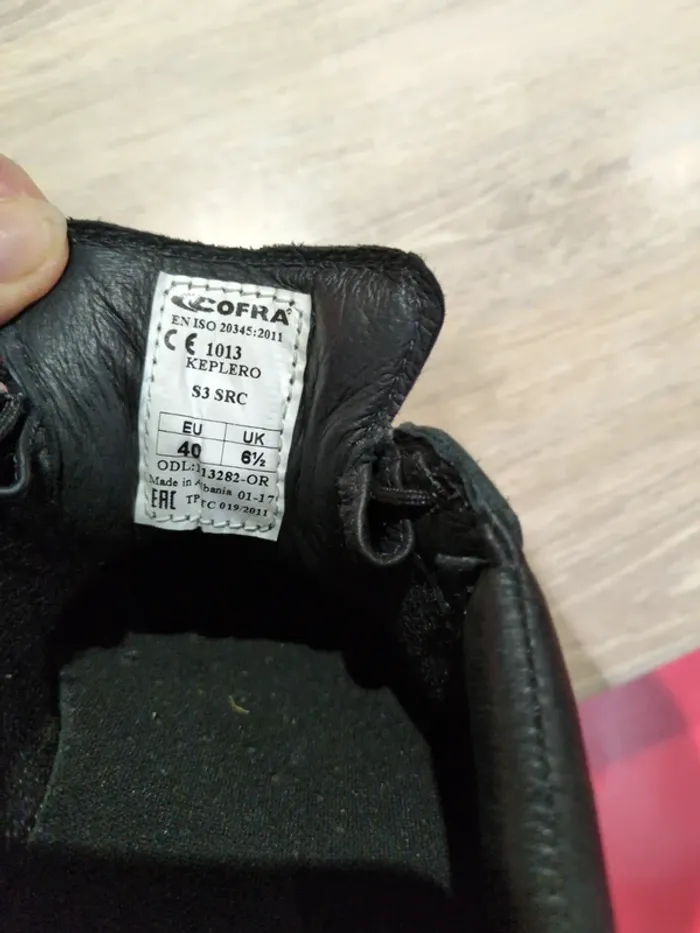 COFRA®
EN ISO 20345:2011
CE 1013
KEPLERO
S3 SRC
EU UK
40 6½
ODL:113282-OR
Made in Albania 01-17
EAC TP TC 019/2011